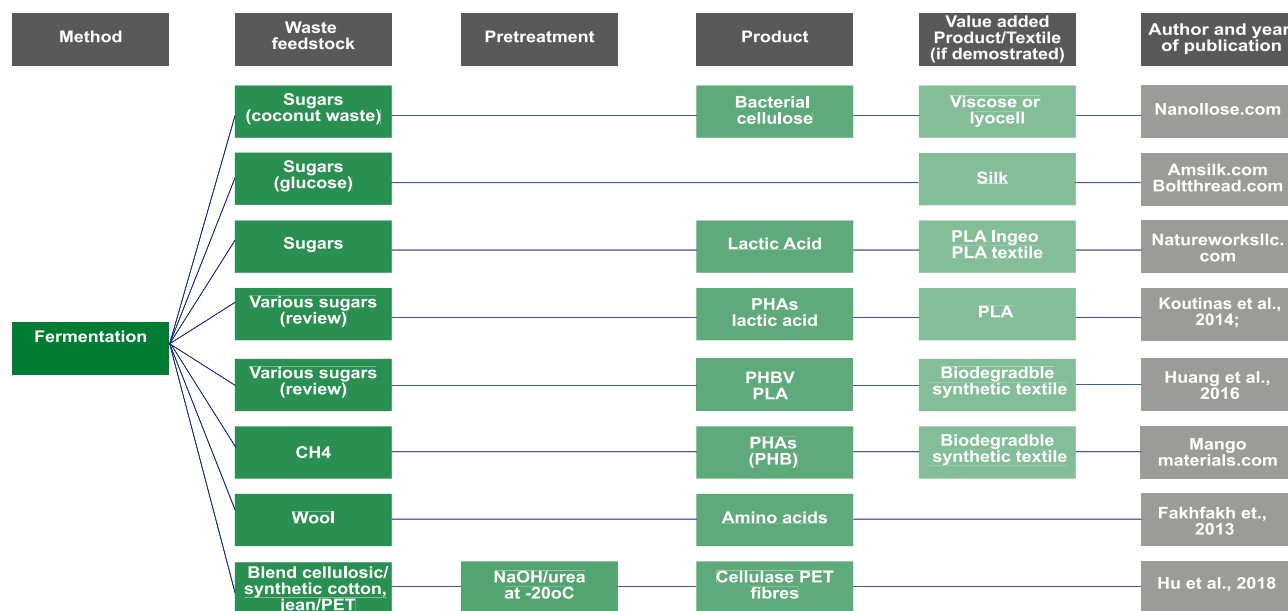 Method
Waste
feedstock
Pretreatment
Product
Value added
Product/Textile
(if demostrated)
Author and year
of publication
Fermentation
Sugars
(coconut waste)
Bacterial
cellulose
Viscose or
lyocell
Nanollose.com
Sugars
(glucose)
Silk
Amsilk.com
Boltthread.com
Sugars
Lactic Acid
PLA Ingeo
PLA textile
Natureworksllc.
com
Various sugars
(review)
PHAs
lactic acid
PLA
Koutinas et al.,
2014;
Various sugars
(review)
PHBV
PLA
Biodegradble
synthetic textile
Huang et al.,
2016
CH4
PHAs
(PHB)
Biodegradble
synthetic textile
Mango
materials.com
Wool
Amino acids
Fakhfakh et.,
2013
Blend cellulosic/
synthetic cotton,
jean/PET
NaOH/urea
at -20oC
Cellulase PET
fibres
Hu et al., 2018